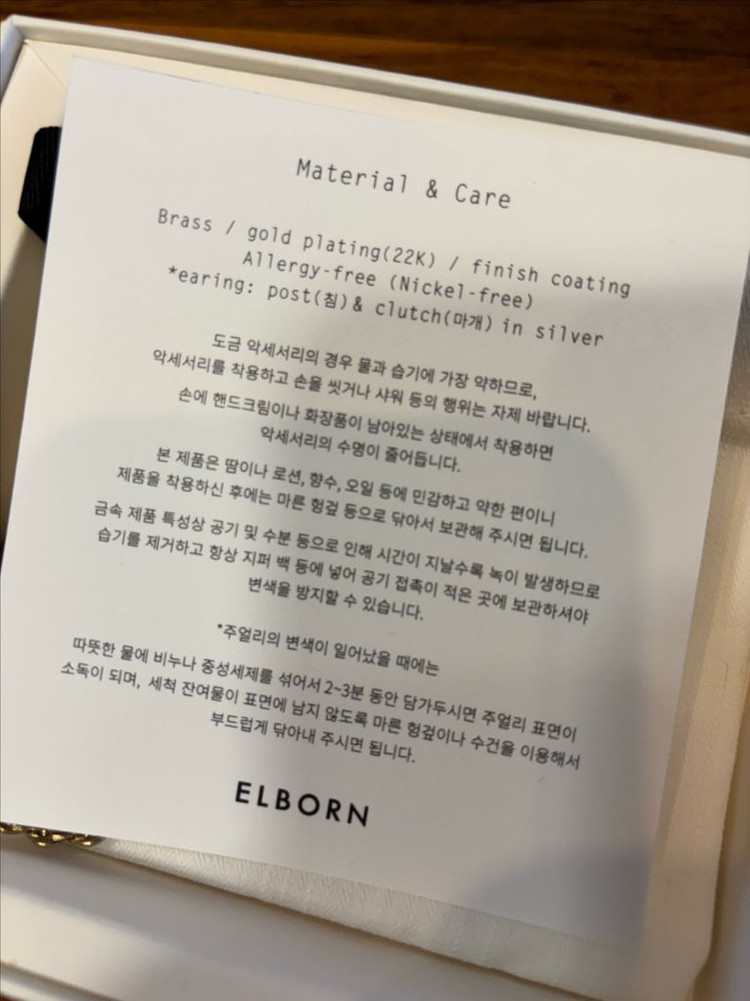 Material & Care
Brass / gold plating(22K) / finish coating
Allergy-free (Nickel-free)
*earing: post(침)& clutch(마개) in silver
도금 악세서리의 경우 물과 습기에 가장 약하므로,
악세서리를 착용하고 손을 씻거나 샤워 등의 행위는 자제 바랍니다.
손에 핸드크림이나 화장품이 남아있는 상태에서 착용하면
악세서리의 수명이 줄어듭니다.
본 제품은 땀이나 로션, 향수, 오일 등에 민감하고 약한 편이니
제품을 착용하신 후에는 마른 헝겊 등으로 닦아서 보관해 주시면 됩니다.
금속 제품 특성상 공기 및 수분 등으로 인해 시간이 지날수록 녹이 발생하므로
습기를 제거하고 항상 지퍼 백 등에 넣어 공기 접촉이 적은 곳에 보관하셔야
변색을 방지할 수 있습니다.
*주얼리의 변색이 일어났을 때에는
따뜻한 물에 비누나 중성세제를 섞어서 2~3분 동안 담가두시면 주얼리 표면이
소독이 되며, 세척 잔여물이 표면에 남지 않도록 마른 헝겊이나 수건을 이용해서
부드럽게 닦아내 주시면 됩니다.
ELBORN